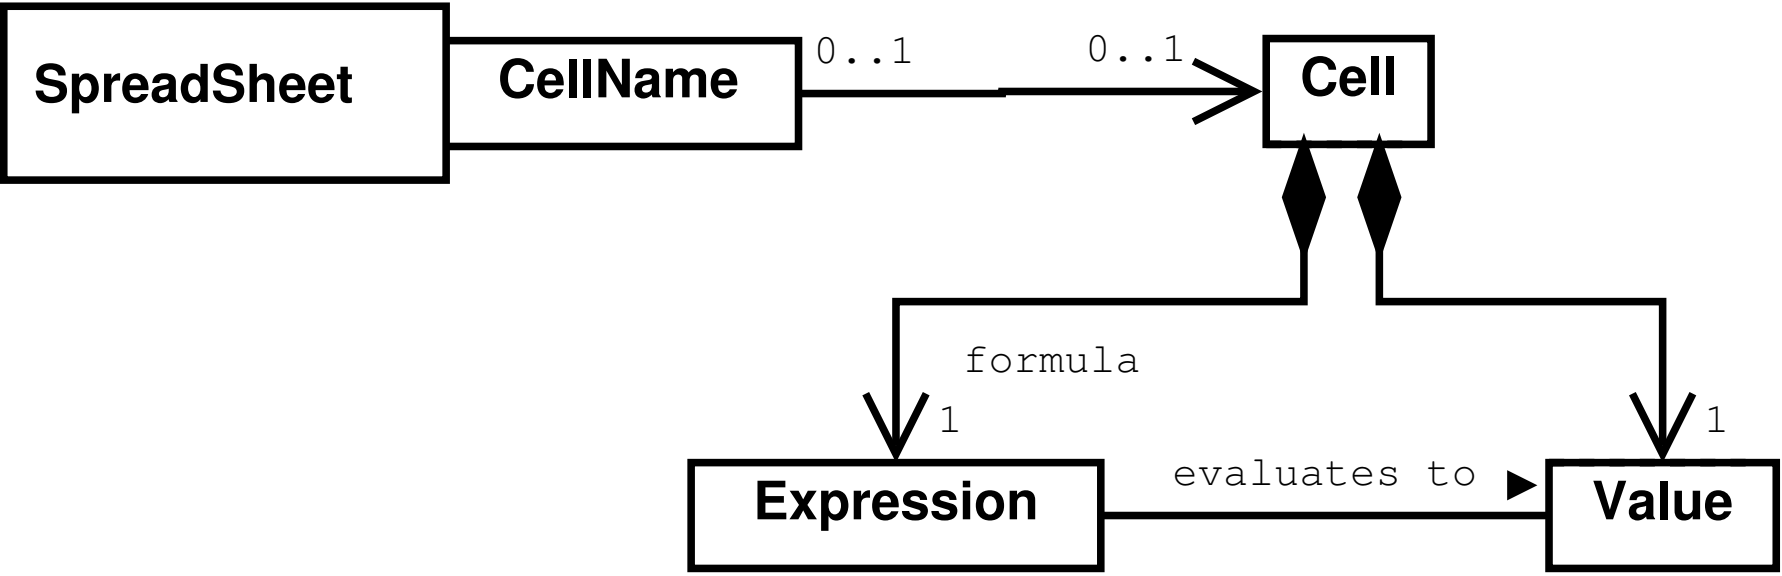 SpreadSheet
CellName
0..1
0..1
Cell
formula
1
1
Expression
evaluates to
Value